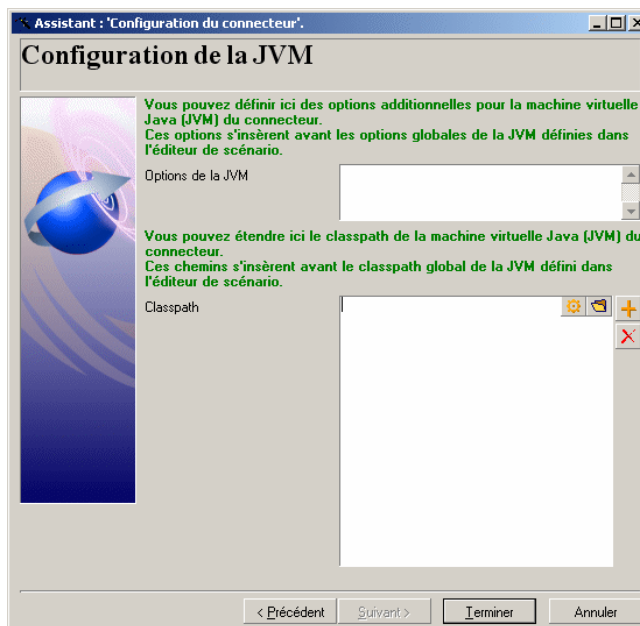 Assistant : 'Configuration du connecteur'.
Configuration de la JVM
Vous pouvez définir ici des options additionnelles pour la machine virtuelle
Java (JVM) du connecteur.
Ces options s'insèrent avant les options globales de la JVM définies dans
l'éditeur de scénario.
Options de la JVM
Vous pouvez étendre ici le classpath de la machine virtuelle Java (JVM) du
connecteur.
Ces chemins s'insèrent avant le classpath global de la JVM défini dans
l'éditeur de scénario.
Classpath
< Précédent Suivant > Terminer Annuler